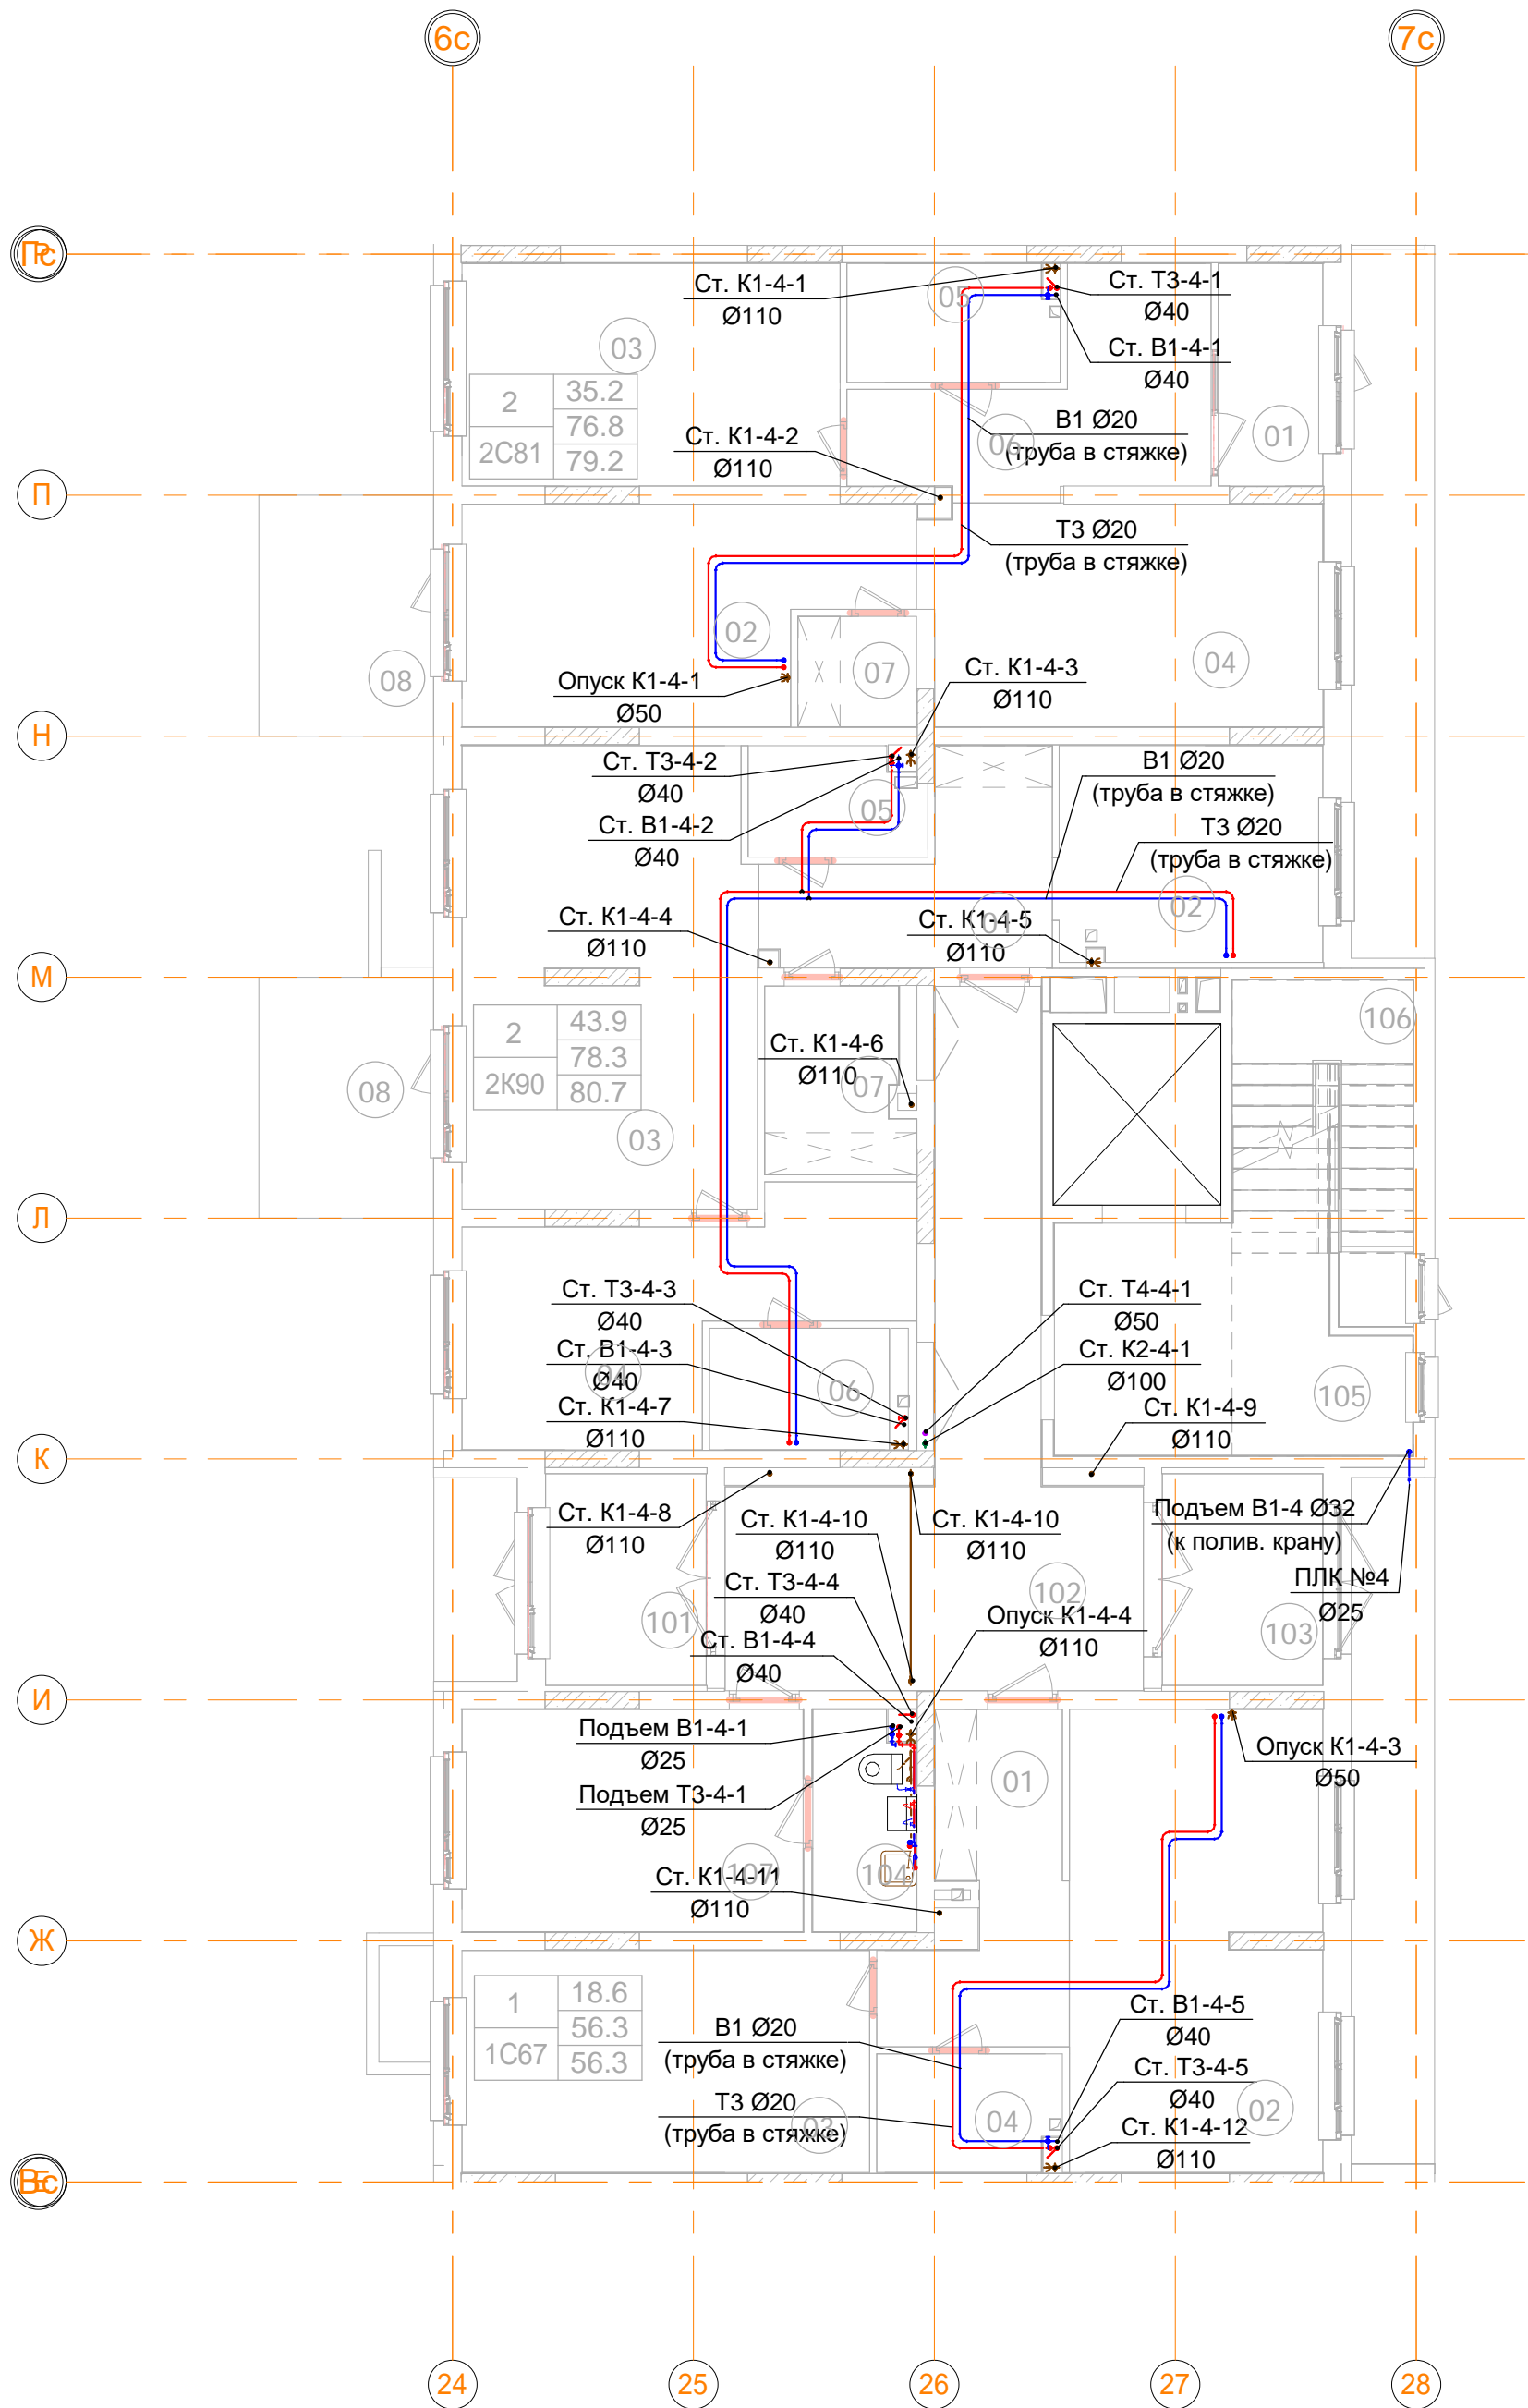 6с
7с
Ст. К1-4-1
Ø110
05
Ст. Т3-4-1
Ø40
03
Ст. В1-4-1
Ø40
2
35.2
76.8
2С81
79.2
Ст. К1-4-2
Ø110
06
В1 Ø20
(труба в стяжке)
01
П
Т3 Ø20
(труба в стяжке)
02
08
07
04
Опуск К1-4-1
Ø50
Ст. К1-4-3
Ø110
Н
Ст. Т3-4-2
Ø40
05
В1 Ø20
(труба в стяжке)
Ст. В1-4-2
Ø40
Т3 Ø20
(труба в стяжке)
Ст. К1-4-4
Ø110
01
Ст. К1-4-5
Ø110
02
М
2
43.9
78.3
2К90
80.7
106
Ст. К1-4-6
Ø110
07
08
03
Л
Ст. Т3-4-3
Ø40
Ст. Т4-4-1
Ø50
Ст. В1-4-3
Ø40
04
06
Ст. К2-4-1
Ø100
105
Ст. К1-4-7
Ø110
Ст. К1-4-9
Ø110
К
Ст. К1-4-8
Ø110
Ст. К1-4-10
Ø110
Ст. К1-4-10
Ø110
Подъем В1-4 Ø32
(к полив. крану)
Ст. Т3-4-4
Ø40
102
ПЛК №4
Ø25
101
Опуск К1-4-4
Ø110
103
Ст. В1-4-4
Ø40
И
Подъем В1-4-1
Ø25
Опуск К1-4-3
Ø50
01
Подъем Т3-4-1
Ø25
107
104
Ст. К1-4-11
Ø110
Ж
1
18.6
56.3
1С67
56.3
Ст. В1-4-5
Ø40
В1 Ø20
(труба в стяжке)
Ст. Т3-4-5
Ø40
Т3 Ø20
(труба в стяжке)
03
04
02
Ст. К1-4-12
Ø110
24
25
26
27
28